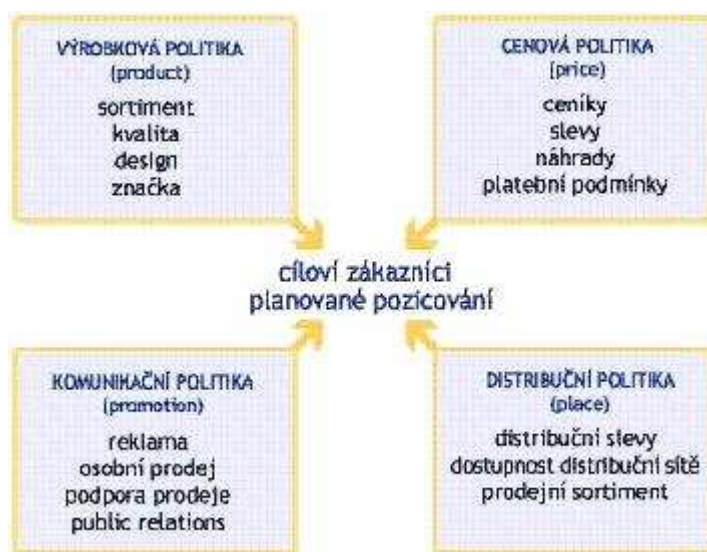 VÝROBKOVÁ POLITIKA
(product)
sortiment
kvalita
design
značka
CENOVÁ POLITIKA
(price)
ceníky
slevy
náhrady
platební podmínky
cíloví zákazníci
planované pozicování
KOMUNIKAČNÍ POLITIKA
(promotion)
reklama
osobní prodej
podpora prodeje
public relations
DISTRIBUČNÍ POLITIKA
(place)
distribuční slevy
dostupnost distribuční sítě
prodejní sortiment